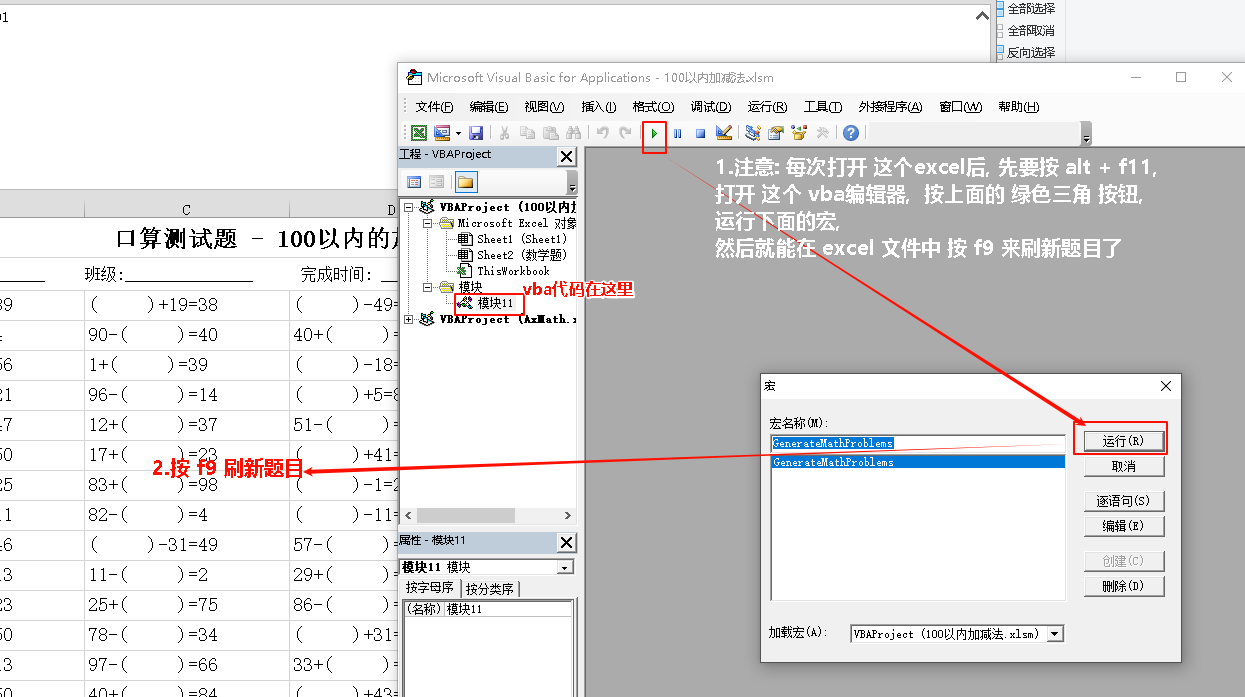 01
全部选择
全部取消
反向选择
Microsoft Visual Basic for Applications - 100以内加减法.xlsm
文件(F) 编辑(E) 视图(V) 插入(I) 格式(O) 调试(D) 运行(R) 工具(T) 外接程序(A) 窗口(W) 帮助(H)
工程 - VBAProject
VBAProject (100以内
Microsoft Excel 对象
Sheet1 (Sheet1)
Sheet2 (数学题)
ThisWorkbook
模块
模块11
VBAProject (AxMath.x
vba代码在这里
1.注意: 每次打开 这个excel后, 先要按 alt + f11,
打开 这个 vba编辑器, 按上面的 绿色三角 按钮,
运行下面的宏,
然后就能在 excel 文件中 按 f9 来刷新题目了
C D
口算测试题 - 100以内的
班级: 完成时间:
39 ( )+19=38 ( )-49=
90-( )=40 40+( )=
56 1+( )=39 ( )-18=
21 96-( )=14 ( )+5=8
47 12+( )=37 51-( )=
50 17+( )=23 ( )+41=
25 83+( )=98 ( )-1=2
11 82-( )=4 ( )-11=
46 ( )-31=49 57-( )=
13 11-( )=2 29+( )=
23 25+( )=75 86-( )=
50 78-( )=34 ( )+31=
13 97-( )=66 33+( )=
50 40+( )=84 ( )+43=
2.按 f9 刷新题目
属性 - 模块11
模块11 模块
按字母序 按分类序
(名称) 模块11
宏
宏名称(M):
GenerateMathProblems
GenerateMathProblems
运行(R)
取消
逐语句(S)
编辑(E)
创建(C)
删除(D)
加载宏(A): VBAProject (100以内加减法.xlsm)